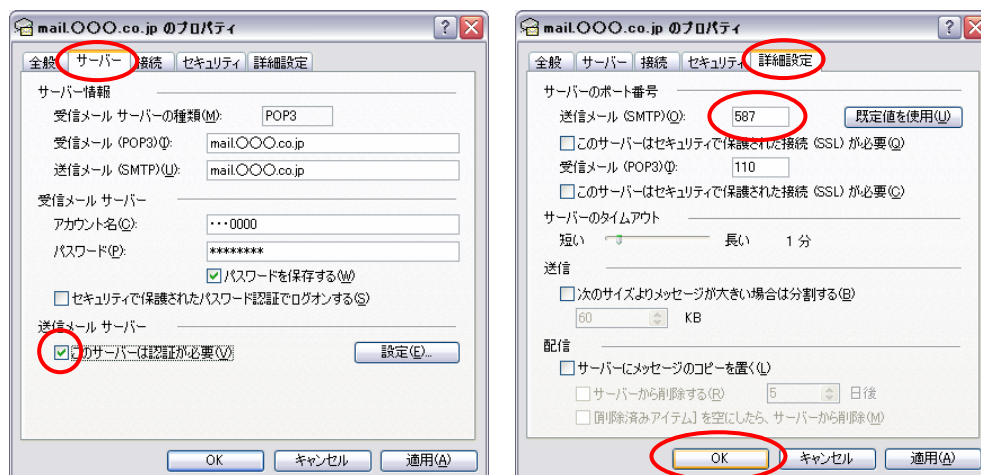 mail.〇〇〇.co.jp のプロパティ
全般 サーバー 接続 セキュリティ 詳細設定
サーバー情報
受信メール サーバーの種類(M): POP3
受信メール (POP3)(I): mail.〇〇〇.co.jp
送信メール (SMTP)(U): mail.〇〇〇.co.jp
受信メール サーバー
アカウント名(C): ・・・0000
パスワード(P): ********
パスワードを保存する(W)
セキュリティで保護されたパスワード認証でログオンする(S)
送信メール サーバー
このサーバーは認証が必要(V) 設定(E)...
OK キャンセル 適用(A)
mail.〇〇〇.co.jp のプロパティ
全般 サーバー 接続 セキュリティ 詳細設定
サーバーのポート番号
送信メール (SMTP)(O): 587 既定値を使用(U)
このサーバーはセキュリティで保護された接続 (SSL) が必要(Q)
受信メール (POP3)(I): 110
このサーバーはセキュリティで保護された接続 (SSL) が必要(C)
サーバーのタイムアウト
短い 長い 1 分
送信
次のサイズよりメッセージが大きい場合は分割する(B)
60 KB
配信
サーバーにメッセージのコピーを置く(L)
サーバーから削除する(R) 5 日後
[削除済みアイテム] を空にしたら、サーバーから削除(M)
OK キャンセル 適用(A)